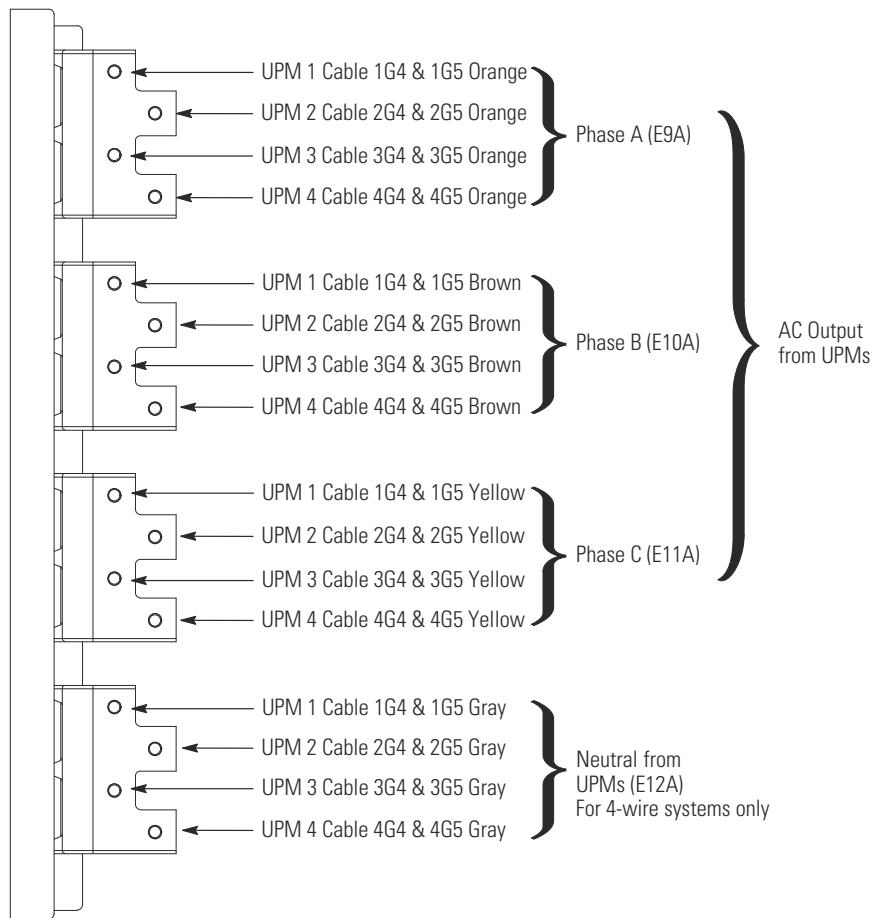 UPM 1 Cable 1G4 & 1G5 Orange
UPM 2 Cable 2G4 & 2G5 Orange
UPM 3 Cable 3G4 & 3G5 Orange
UPM 4 Cable 4G4 & 4G5 Orange
Phase A (E9A)
UPM 1 Cable 1G4 & 1G5 Brown
UPM 2 Cable 2G4 & 2G5 Brown
UPM 3 Cable 3G4 & 3G5 Brown
UPM 4 Cable 4G4 & 4G5 Brown
Phase B (E10A)
UPM 1 Cable 1G4 & 1G5 Yellow
UPM 2 Cable 2G4 & 2G5 Yellow
UPM 3 Cable 3G4 & 3G5 Yellow
UPM 4 Cable 4G4 & 4G5 Yellow
Phase C (E11A)
AC Output
from UPMs
UPM 1 Cable 1G4 & 1G5 Gray
UPM 2 Cable 2G4 & 2G5 Gray
UPM 3 Cable 3G4 & 3G5 Gray
UPM 4 Cable 4G4 & 4G5 Gray
Neutral from
UPMs (E12A)
For 4-wire systems only